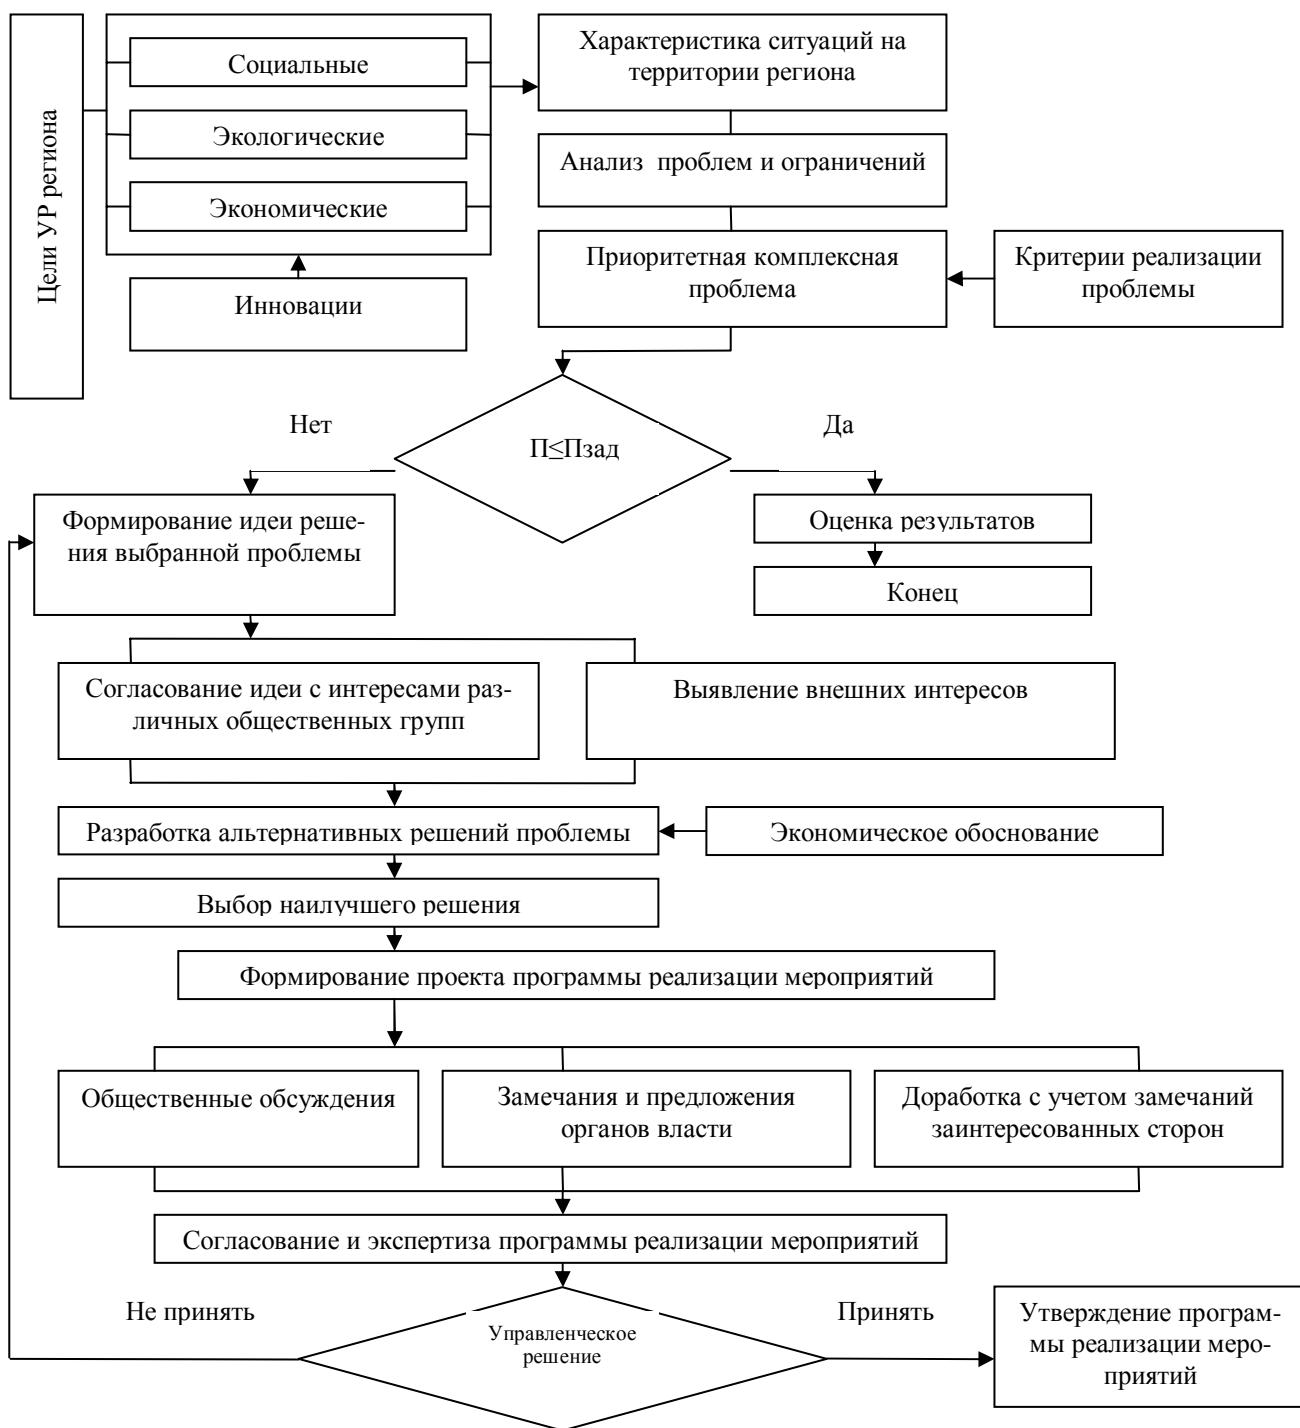 Цели УР региона
Социальные
Экологические
Экономические
Инновации
Характеристика ситуаций на
территории региона
Анализ  проблем и ограничений
Приоритетная комплексная
проблема
Критерии реализации
проблемы
Нет
П≤Пзад
Да
Формирование идеи реше-
ния выбранной проблемы
Оценка результатов
Конец
Согласование идеи с интересами раз-
личных общественных групп
Выявление внешних интересов
Разработка альтернативных решений проблемы
Экономическое обоснование
Выбор наилучшего решения
Формирование проекта программы реализации мероприятий
Общественные обсуждения
Замечания и предложения
органов власти
Доработка с учетом замечаний
заинтересованных сторон
Согласование и экспертиза программы реализации мероприятий
Не принять
Управленческое
решение
Принять
Утверждение програм-
мы реализации меро-
приятий